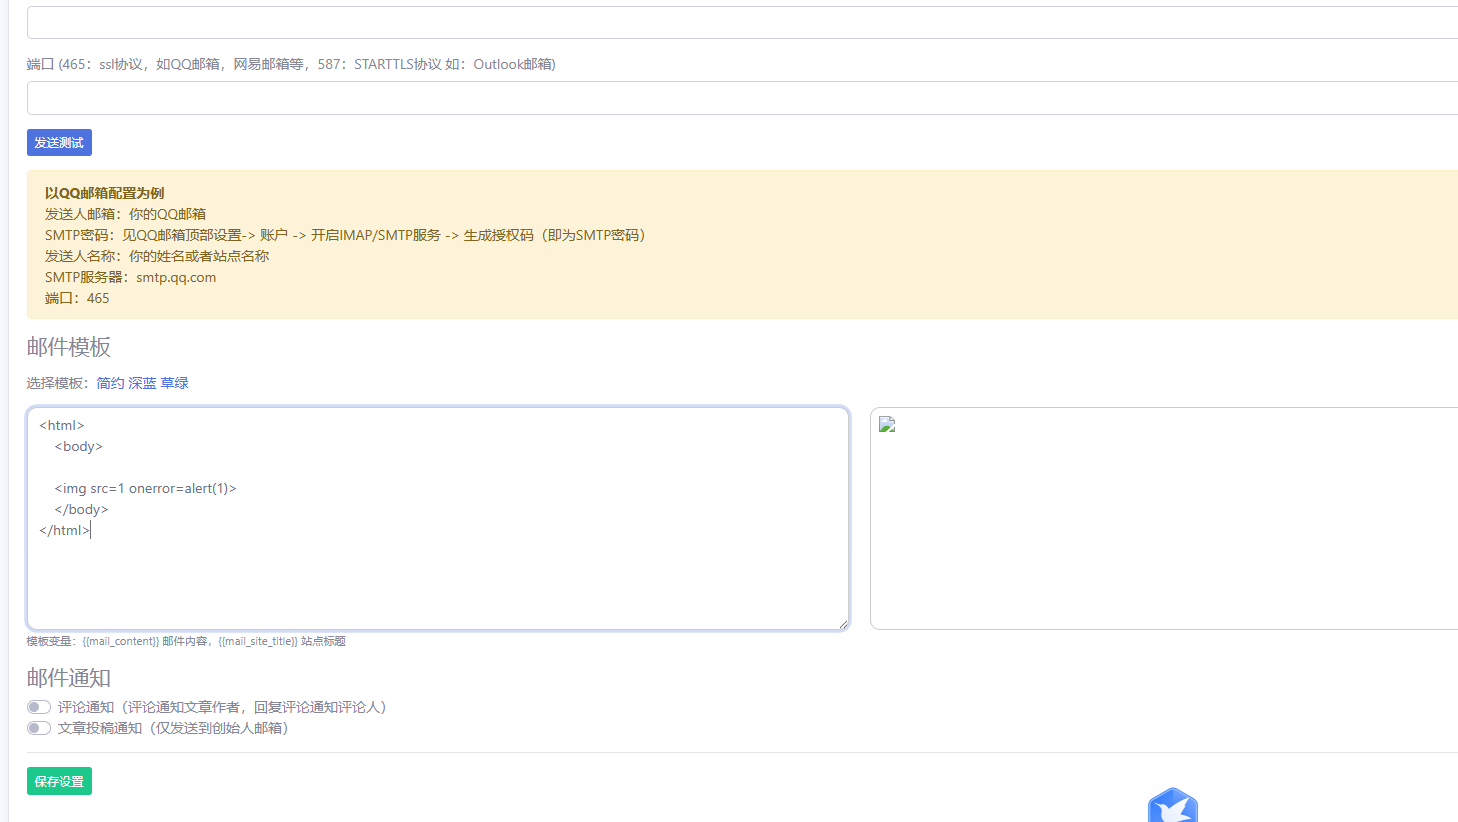 端口 (465：ssl协议，如QQ邮箱，网易邮箱等，587：STARTTLS协议 如：Outlook邮箱)
发送测试
以QQ邮箱配置为例
发送人邮箱：你的QQ邮箱
SMTP密码：见QQ邮箱顶部设置-> 账户 -> 开启IMAP/SMTP服务 -> 生成授权码（即为SMTP密码）
发送人名称：你的姓名或者站点名称
SMTP服务器：smtp.qq.com
端口：465
邮件模板
选择模板：简约 深蓝 草绿
<html>
<body>
<img src=1 onerror=alert(1)>
</body>
</html>
模板变量：{{mail_content}} 邮件内容，{{mail_site_title}} 站点标题
邮件通知
评论通知（评论通知文章作者，回复评论通知评论人）
文章投稿通知（仅发送到创始人邮箱）
保存设置